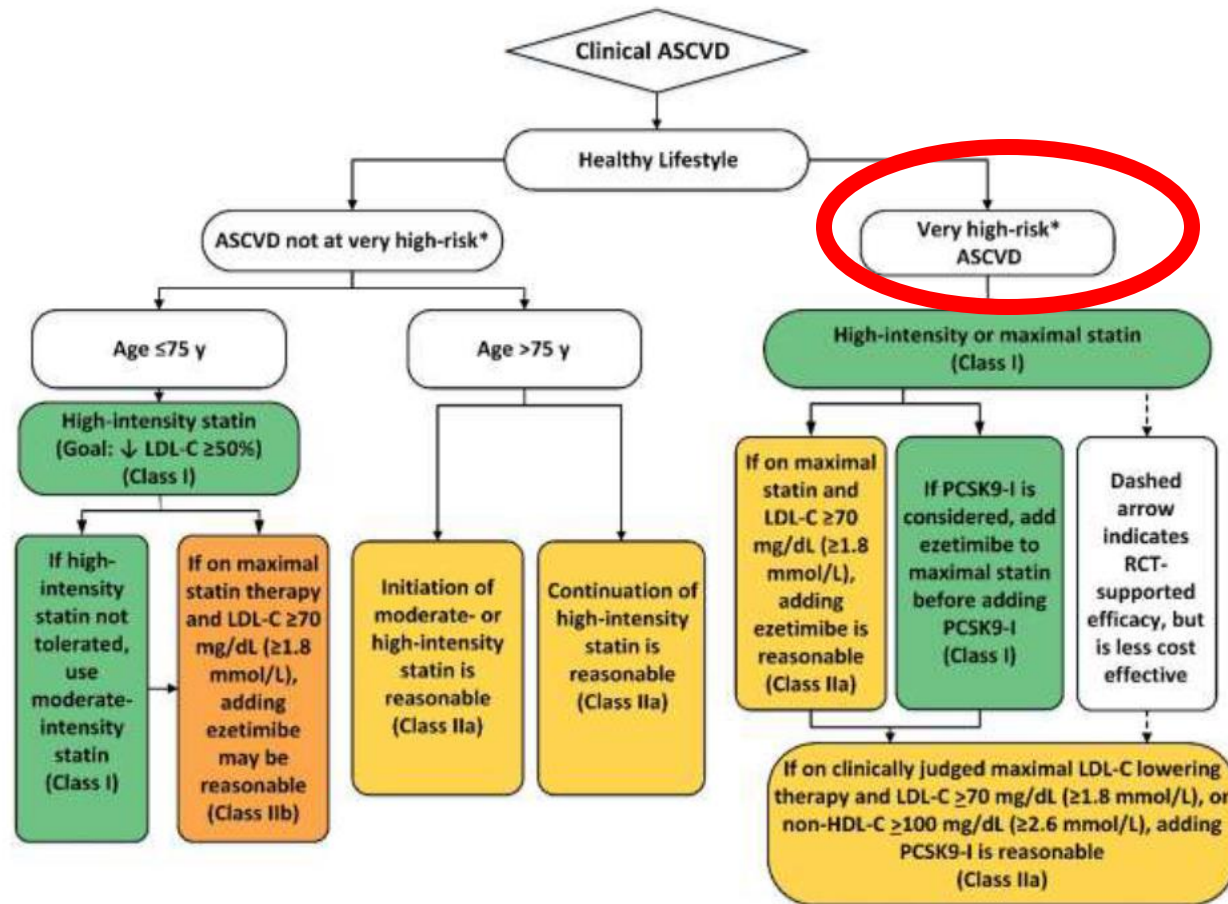 Clinical ASCVD
Healthy Lifestyle
ASCVD not at very high-risk*
Very high-risk*
ASCVD
Age ≤75 y
Age >75 y
High-intensity or maximal statin
(Class I)
High-intensity statin
(Goal: ↓ LDL-C ≥50%)
(Class I)
If high-
intensity
statin not
tolerated,
use
moderate-
intensity
statin
(Class I)
If on maximal
statin therapy
and LDL-C ≥70
mg/dL (≥1.8
mmol/L),
adding
ezetimibe
may be
reasonable
(Class IIb)
Initiation of
moderate- or
high-intensity
statin is
reasonable
(Class IIa)
Continuation of
high-intensity
statin is
reasonable
(Class IIa)
If on maximal
statin and
LDL-C ≥70
mg/dL (≥1.8
mmol/L),
adding
ezetimibe is
reasonable
(Class IIa)
If PCSK9-I is
considered, add
ezetimibe to
maximal statin
before adding
PCSK9-I
(Class I)
Dashed
arrow
indicates
RCT-
supported
efficacy, but
is less cost
effective
If on clinically judged maximal LDL-C lowering
therapy and LDL-C ≥70 mg/dL (≥1.8 mmol/L), or
non-HDL-C ≥100 mg/dL (≥2.6 mmol/L), adding
PCSK9-I is reasonable
(Class IIa)